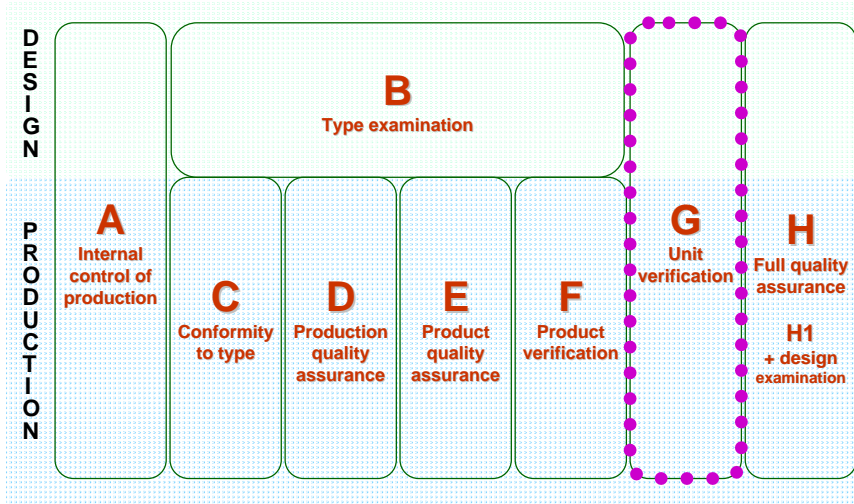 DESIGN
PRODUCTION
A
Internal
control of
production
B
Type examination
C
Conformity
to type
D
Production
quality
assurance
E
Product
quality
assurance
F
Product
verification
G
Unit
verification
H
Full quality
assurance
H1
+ design
examination